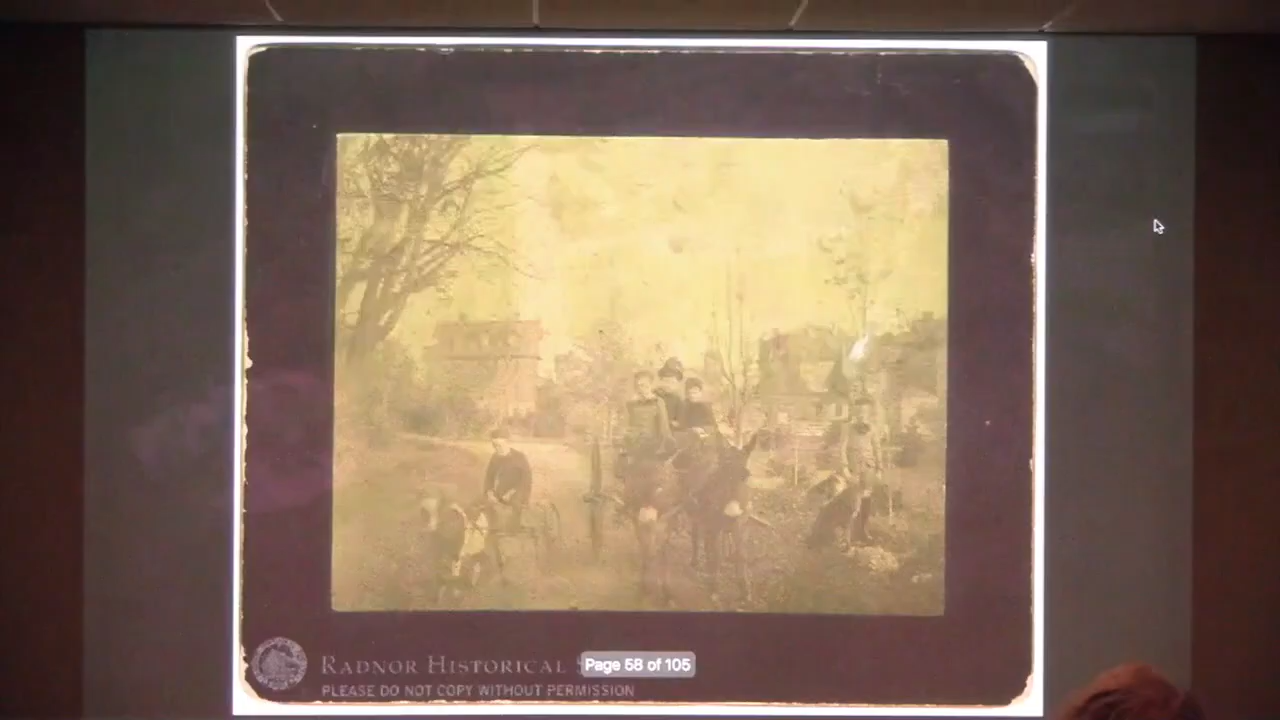 RADNOR HISTORICAL S
Page 58 of 105
PLEASE DO NOT COPY WITHOUT PERMISSION